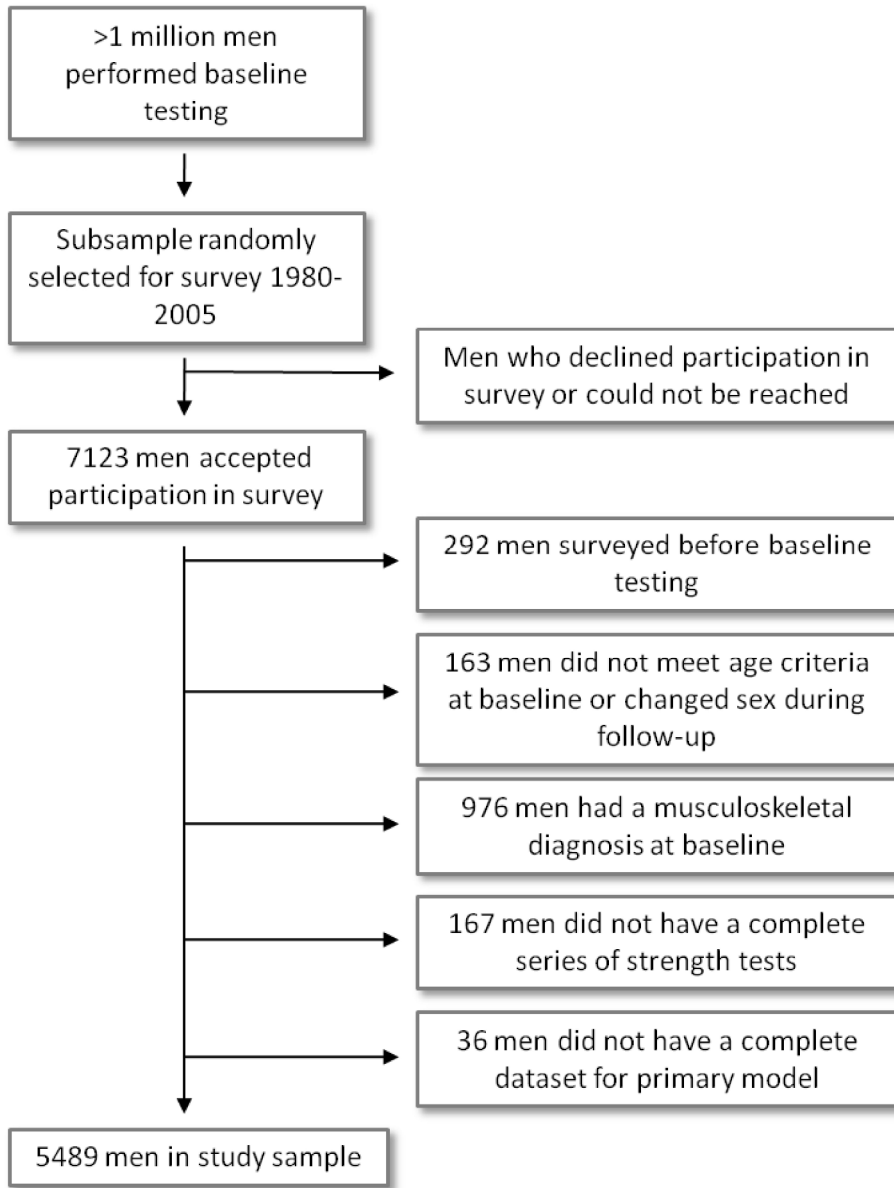 >1 million men
performed baseline
testing
Subsample randomly
selected for survey 1980-
2005
Men who declined participation in
survey or could not be reached
7123 men accepted
participation in survey
292 men surveyed before baseline
testing
163 men did not meet age criteria
at baseline or changed sex during
follow-up
976 men had a musculoskeletal
diagnosis at baseline
167 men did not have a complete
series of strength tests
36 men did not have a complete
dataset for primary model
5489 men in study sample